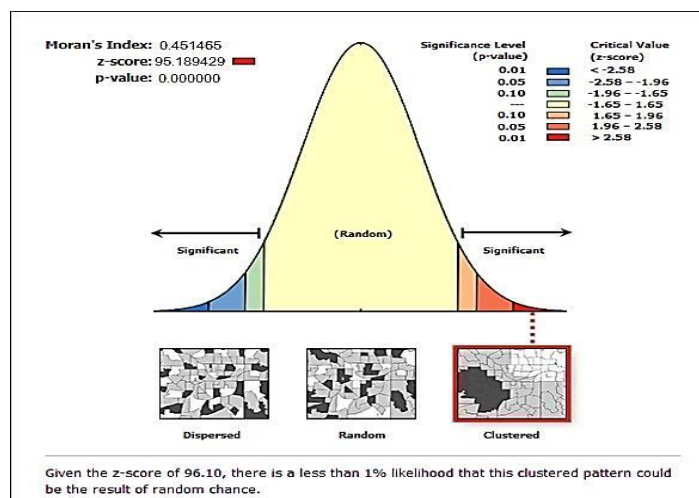 Moran's Index: 0.451465
z-score: 95.189429
p-value: 0.000000
Significance Level
(p-value)
Critical Value
(z-score)
0.01 < -2.58
0.05 -2.58 – -1.96
0.10 -1.96 – -1.65
--- -1.65 – 1.65
0.10 1.65 – 1.96
0.05 1.96 – 2.58
0.01 > 2.58
Significant
(Random)
Significant
Dispersed
Random
Clustered
Given the z-score of 96.10, there is a less than 1% likelihood that this clustered pattern could
be the result of random chance.